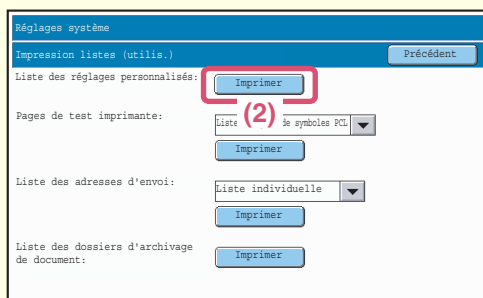 Réglages système
Impression listes (utilis.)
Précédent
Liste des réglages personnalisés:
Imprimer
(2)
Pages de test imprimante:
Liste de symboles PCL
Imprimer
Liste des adresses d'envoi:
Liste individuelle
Imprimer
Liste des dossiers d'archivage
de document:
Imprimer